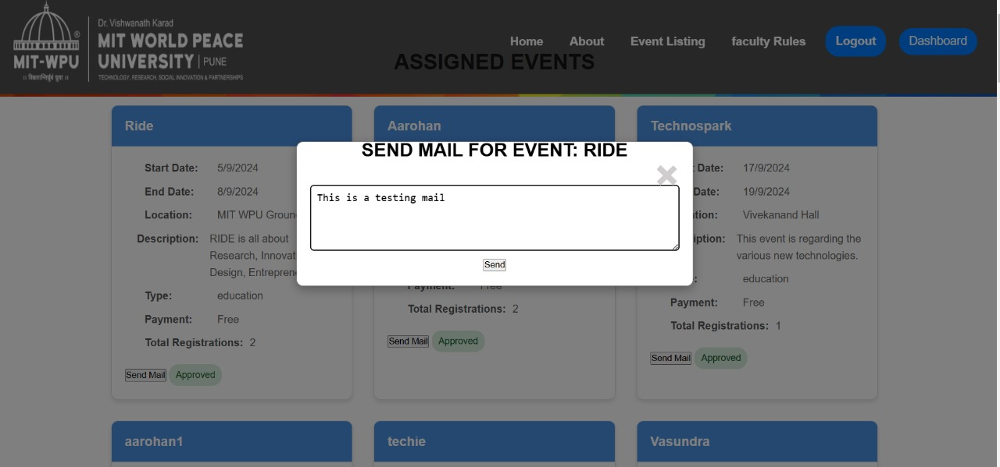 Dr. Vishwanath Karad
MIT WORLD PEACE
UNIVERSITY | PUNE
TECHNOLOGY, RESEARCH, SOCIAL INNOVATION & PARTNERSHIPS
MIT-WPU®
॥ विश्वशान्तिर्ध्रुवं ध्रुवा ॥
Home About Event Listing faculty Rules Logout Dashboard
ASSIGNED EVENTS
Ride
Start Date: 5/9/2024
End Date: 8/9/2024
Location: MIT WPU Groun
Description: RIDE is all about
Research, Innovat
Design, Entreprene
Type: education
Payment: Free
Total Registrations: 2
Send Mail Approved
Aarohan
Payment: Free
Total Registrations: 2
Send Mail Approved
Technospark
Date: 17/9/2024
Date: 19/9/2024
tion: Vivekanand Hall
iption: This event is regarding the
various new technologies.
: education
Payment: Free
Total Registrations: 1
Send Mail Approved
SEND MAIL FOR EVENT: RIDE
×
This is a testing mail
Send
aarohan1
techie
Vasundra